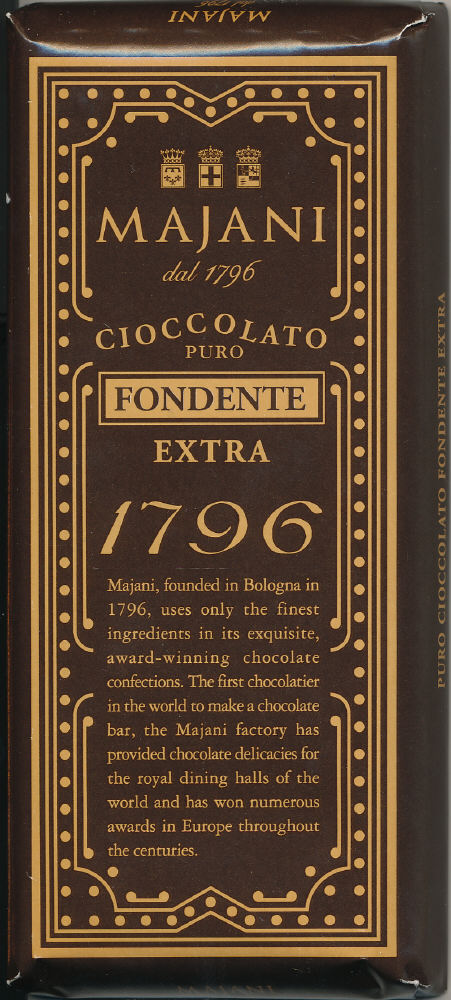 MAJANI
MAJANI
dal 1796
CIOCCOLATO
PURO
FONDENTE
EXTRA
1796
Majani, founded in Bologna in
1796, uses only the finest
ingredients in its exquisite,
award-winning chocolate
confections. The first chocolatier
in the world to make a chocolate
bar, the Majani factory has
provided chocolate delicacies for
the royal dining halls of the
world and has won numerous
awards in Europe throughout
the centuries.
PURO CIOCCOLATO FONDENTE EXTRA
MAJANI